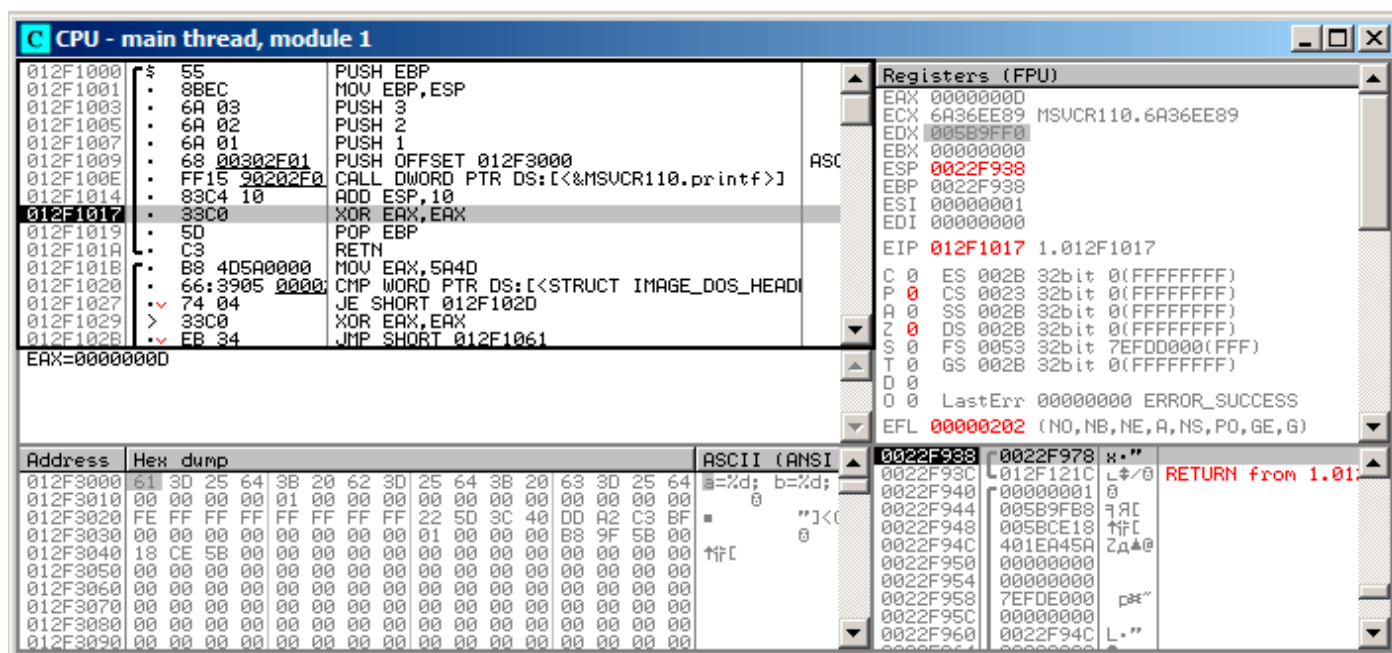 C CPU - main thread, module 1
012F1000 $ 55 PUSH EBP
012F1001 . 8BEC MOV EBP,ESP
012F1003 . 6A 03 PUSH 3
012F1005 . 6A 02 PUSH 2
012F1007 . 6A 01 PUSH 1
012F1009 . 68 00302F01 PUSH OFFSET 012F3000 ASC
012F100E . FF15 90202F0 CALL DWORD PTR DS:[<&MSVCR110.printf>]
012F1014 . 83C4 10 ADD ESP,10
012F1017 . 33C0 XOR EAX,EAX
012F1019 . 5D POP EBP
012F101A . C3 RETN
012F101B . B8 4D5A0000 MOV EAX,5A4D
012F1020 . 66:3905 0000 CMP WORD PTR DS:[<STRUCT IMAGE_DOS_HEAD
012F1027 . 74 04 JE SHORT 012F102D
012F1029 > 33C0 XOR EAX,EAX
012F102B . EB 34 JMP SHORT 012F1061
EAX=0000000D
Registers (FPU)
EAX 0000000D
ECX 6A36EE89 MSVCR110.6A36EE89
EDX 005B9FF0
EBX 00000000
ESP 0022F938
EBP 0022F938
ESI 00000001
EDI 00000000
EIP 012F1017 1.012F1017
C 0 ES 002B 32bit 0(FFFFFFFF)
P 0 CS 0023 32bit 0(FFFFFFFF)
A 0 SS 002B 32bit 0(FFFFFFFF)
Z 0 DS 002B 32bit 0(FFFFFFFF)
S 0 FS 0053 32bit 7EFDD000(FFF)
T 0 GS 002B 32bit 0(FFFFFFFF)
D 0
O 0 LastErr 00000000 ERROR_SUCCESS
EFL 00000202 (NO,NB,NE,A,NS,PO,GE,G)
Address Hex dump ASCII (ANSI
012F3000 61 3D 25 64 3B 20 62 3D 25 64 3B 20 63 3D 25 64 a=%d; b=%d;
012F3010 00 00 00 00 01 00 00 00 00 00 00 00 00 00 00 00
012F3020 FE FF FF FF FF FF FF FF 22 5D 3C 40 DD A2 C3 BF "]<
012F3030 00 00 00 00 00 00 00 00 01 00 00 00 B8 9F 5B 00
012F3040 18 CE 5B 00 00 00 00 00 00 00 00 00 00 00 00 00
012F3050 00 00 00 00 00 00 00 00 00 00 00 00 00 00 00 00
012F3060 00 00 00 00 00 00 00 00 00 00 00 00 00 00 00 00
012F3070 00 00 00 00 00 00 00 00 00 00 00 00 00 00 00 00
012F3080 00 00 00 00 00 00 00 00 00 00 00 00 00 00 00 00
012F3090 00 00 00 00 00 00 00 00 00 00 00 00 00 00 00 00
0022F938 0022F978 x."
0022F93C 012F121C RETURN from 1.01
0022F940 00000001
0022F944 005B9FB8 ╕Я[
0022F948 005BCE18
0022F94C 401EA45A Zд▲@
0022F950 00000000
0022F954 00000000
0022F958 7EFDE000
0022F95C 00000000
0022F960 0022F94C L."